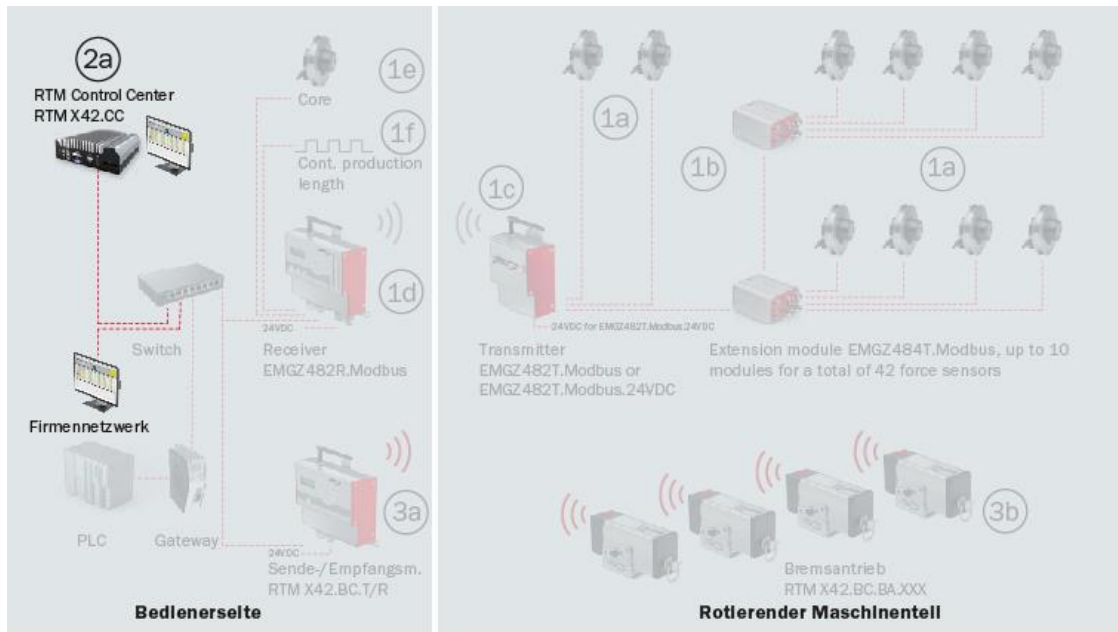 2a
RTM Control Center
RTM X42.CC
1e
Core
1f
Cont. production
length
1d
24VDC
Switch
Receiver
EMGZ482R.Modbus
Firmennetzwerk
PLC
Gateway
3a
24VDC
Sende-/Empfangsm.
RTM X42.BC.T/R
Bedienerseite
1a
1b
1a
1c
24VDC for EMGZ482T.Modbus.24VDC
Transmitter
EMGZ482T.Modbus or
EMGZ482T.Modbus.24VDC
Extension module EMGZ484T.Modbus, up to 10
modules for a total of 42 force sensors
3b
Bremsantrieb
RTM X42.BC.BA.XXX
Rotierender Maschinenteil